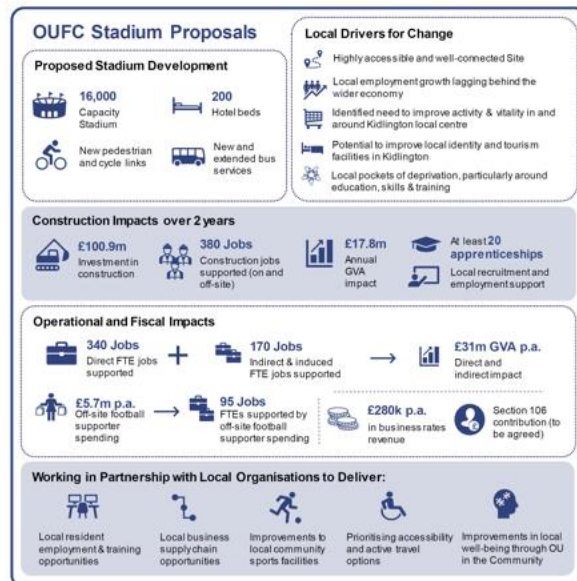 OUFC Stadium Proposals
Proposed Stadium Development
16,000
Capacity
Stadium
200
Hotel beds
New pedestrian
and cycle links
New and
extended bus
services
Local Drivers for Change
Highly accessible and well-connected Site
Local employment growth lagging behind the
wider economy
Identified need to improve activity & vitality in and
around Kidlington local centre
Potential to improve local identity and tourism
facilities in Kidlington
Local pockets of deprivation, particularly around
education, skills & training
Construction Impacts over 2 years
£100.9m
Investment in
construction
380 Jobs
Construction jobs
supported (on and
off-site)
£17.8m
Annual
GVA
impact
At least 20
apprenticeships
Local recruitment and
employment support
Operational and Fiscal Impacts
340 Jobs
Direct FTE jobs
supported
170 Jobs
Indirect & induced
FTE jobs supported
£31m GVA p.a.
Direct and
indirect impact
£5.7m p.a.
Off-site football
supporter
spending
95 Jobs
FTEs supported by
off-site football
supporter spending
£280k p.a.
in business rates
revenue
Section 106
contribution (to
be agreed)
Working in Partnership with Local Organisations to Deliver:
Local resident
employment & training
opportunities
Local business
supply chain
opportunities
Improvements to
local community
sports facilities
Prioritising accessibility
and active travel
options
Improvements in local
well-being through OU
in the Community